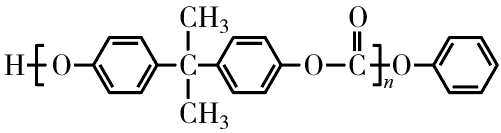 CH₃ O
H [ O C O C ]ₙ O
CH₃